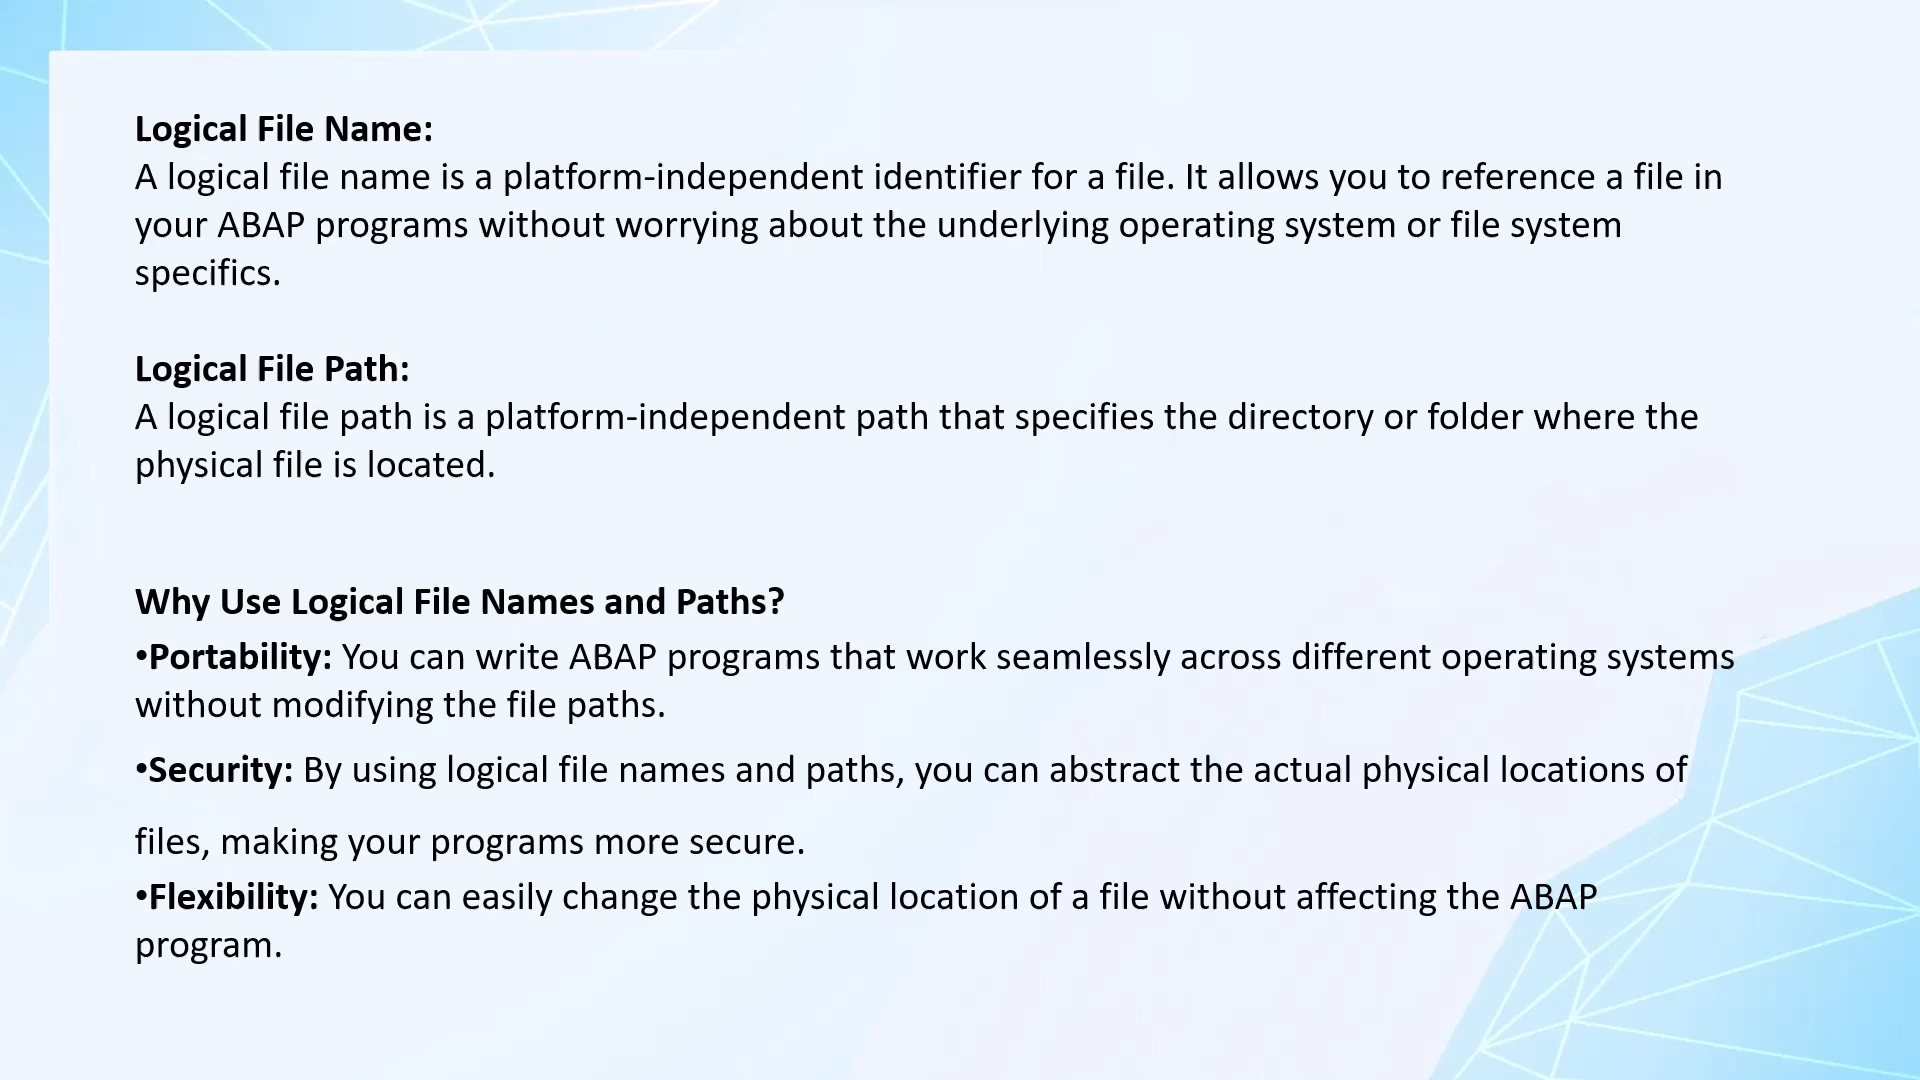 Logical File Name:
A logical file name is a platform-independent identifier for a file. It allows you to reference a file in
your ABAP programs without worrying about the underlying operating system or file system
specifics.
Logical File Path:
A logical file path is a platform-independent path that specifies the directory or folder where the
physical file is located.
Why Use Logical File Names and Paths?
•Portability: You can write ABAP programs that work seamlessly across different operating systems
without modifying the file paths.
•Security: By using logical file names and paths, you can abstract the actual physical locations of
files, making your programs more secure.
•Flexibility: You can easily change the physical location of a file without affecting the ABAP
program.